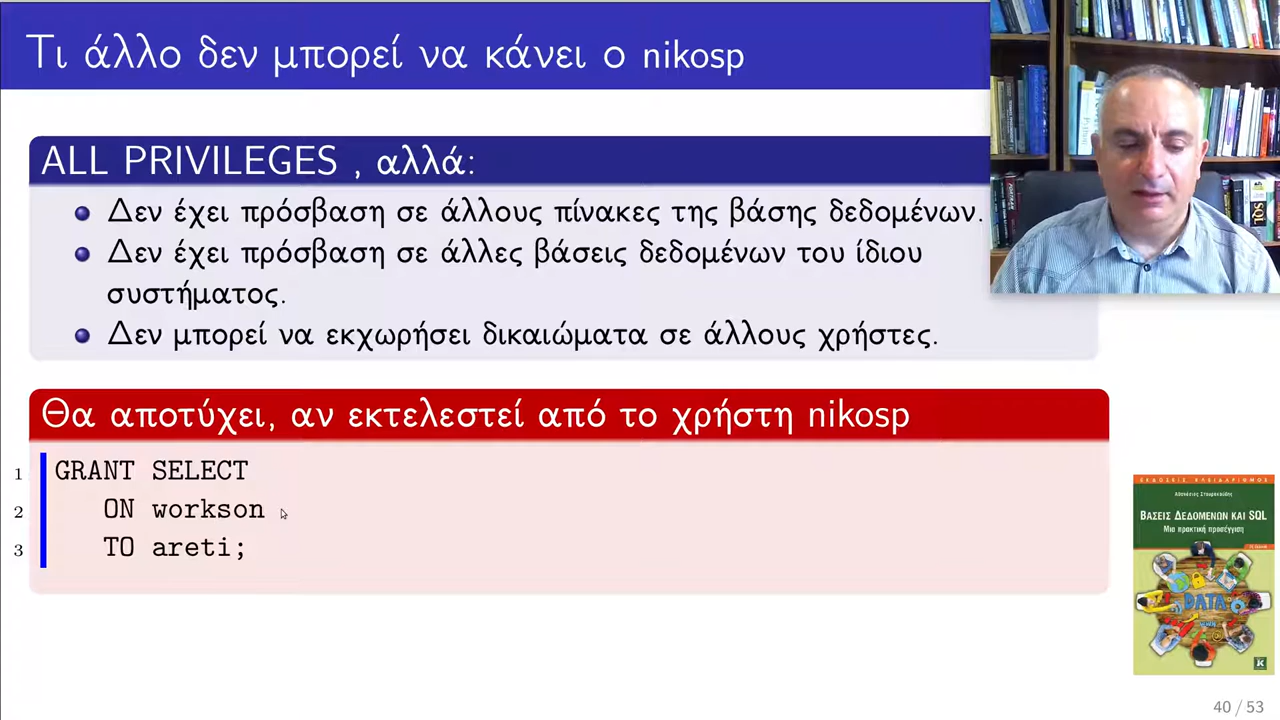 Τι άλλο δεν μπορεί να κάνει ο nikosp
ALL PRIVILEGES , αλλά:
Δεν έχει πρόσβαση σε άλλους πίνακες της βάσης δεδομένων.
Δεν έχει πρόσβαση σε άλλες βάσεις δεδομένων του ίδιου
συστήματος.
Δεν μπορεί να εκχωρήσει δικαιώματα σε άλλους χρήστες.
Θα αποτύχει, αν εκτελεστεί από το χρήστη nikosp
1 GRANT SELECT
2 ON workson
3 TO areti;
SQL
ΕΚΔΟΣΕΙΣ ΚΛΕΙΔΑΡΙΘΜΟΣ
ΒΑΣΕΙΣ ΔΕΔΟΜΕΝΩΝ ΚΑΙ SQL
Μια πρακτική προσέγγιση
DATA
40 / 53